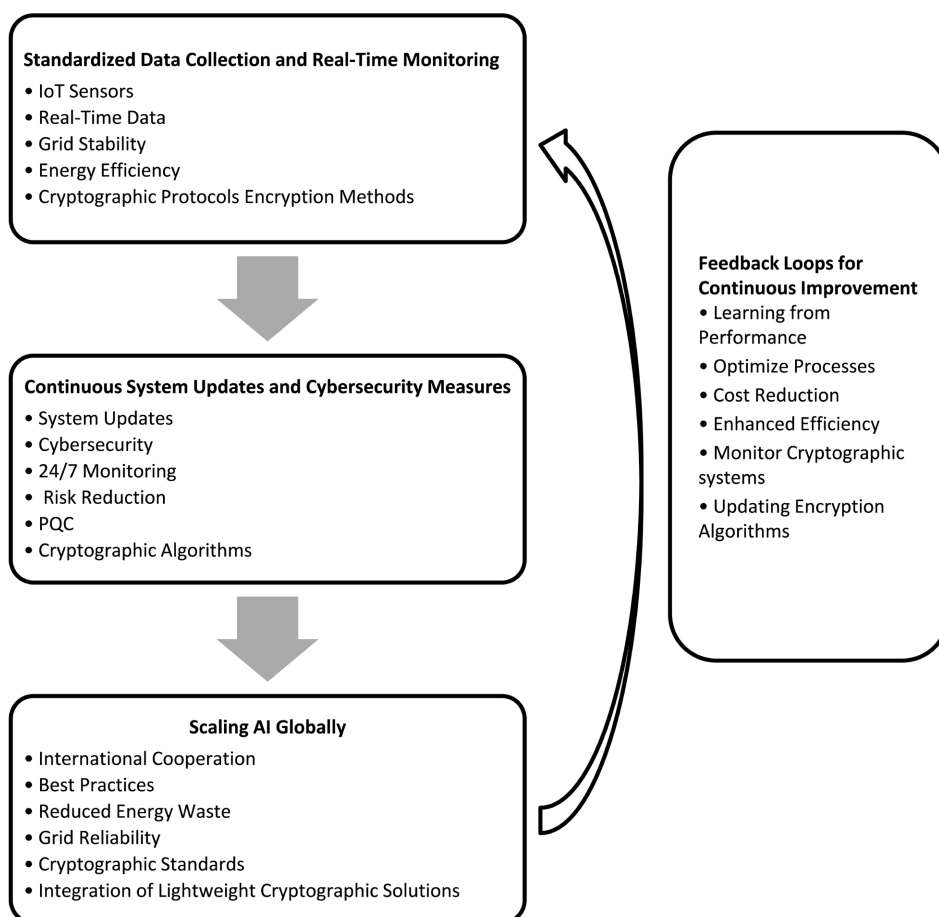 Standardized Data Collection and Real-Time Monitoring
• IoT Sensors
• Real-Time Data
• Grid Stability
• Energy Efficiency
• Cryptographic Protocols Encryption Methods
Continuous System Updates and Cybersecurity Measures
• System Updates
• Cybersecurity
• 24/7 Monitoring
• Risk Reduction
• PQC
• Cryptographic Algorithms
Scaling AI Globally
• International Cooperation
• Best Practices
• Reduced Energy Waste
• Grid Reliability
• Cryptographic Standards
• Integration of Lightweight Cryptographic Solutions
Feedback Loops for
Continuous Improvement
• Learning from
Performance
• Optimize Processes
• Cost Reduction
• Enhanced Efficiency
• Monitor Cryptographic
systems
• Updating Encryption
Algorithms